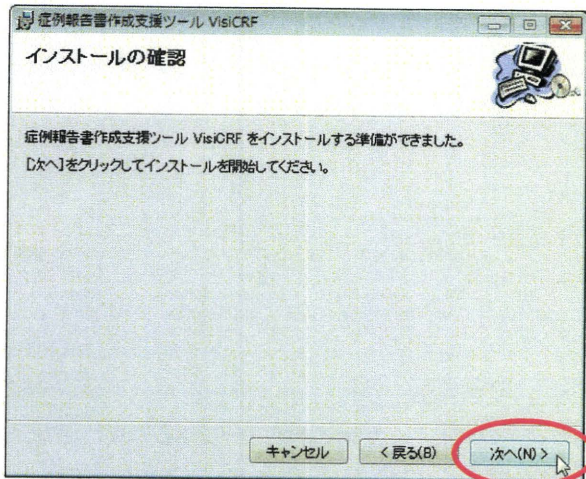 症例報告書作成支援ツール VisiCRF
インストールの確認
症例報告書作成支援ツール VisiCRF をインストールする準備ができました。
[次へ]をクリックしてインストールを開始してください。
キャンセル
< 戻る(B)
次へ(N) >